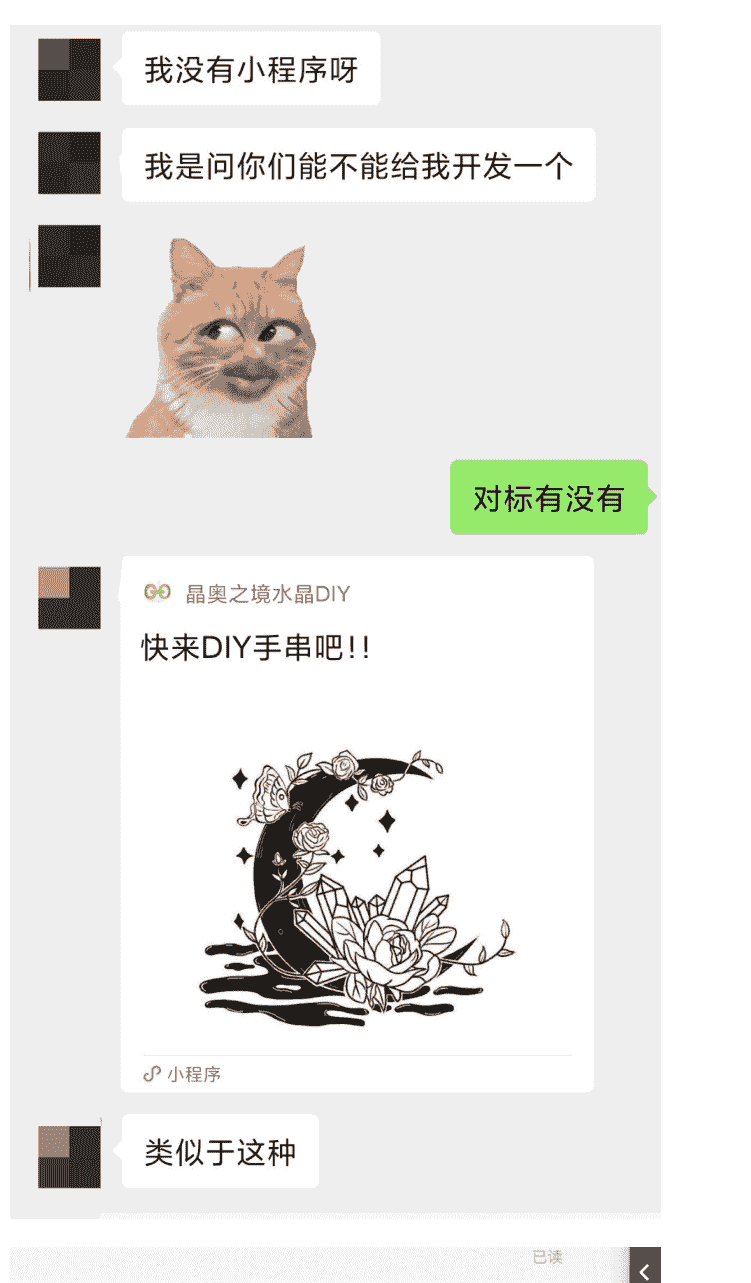 我没有小程序呀
我是问你们能不能给我开发一个
对标有没有
晶奥之境水晶DIY
快来DIY手串吧!!
小程序
类似于这种
已读